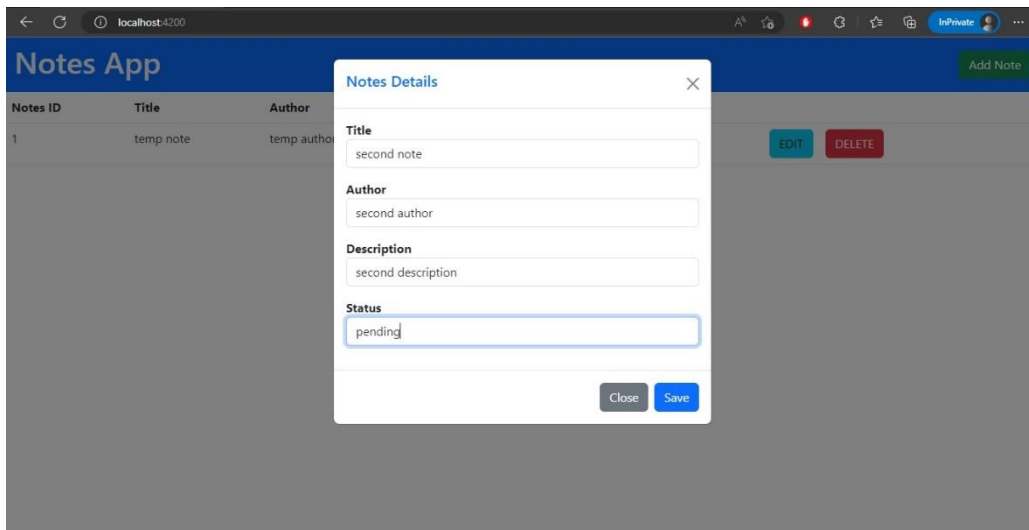 localhost:4200
InPrivate
Notes App
Add Note
Notes Details
Notes ID Title Author
1 temp note temp autho
EDIT DELETE
Title
second note
Author
second author
Description
second description
Status
pending
Close Save